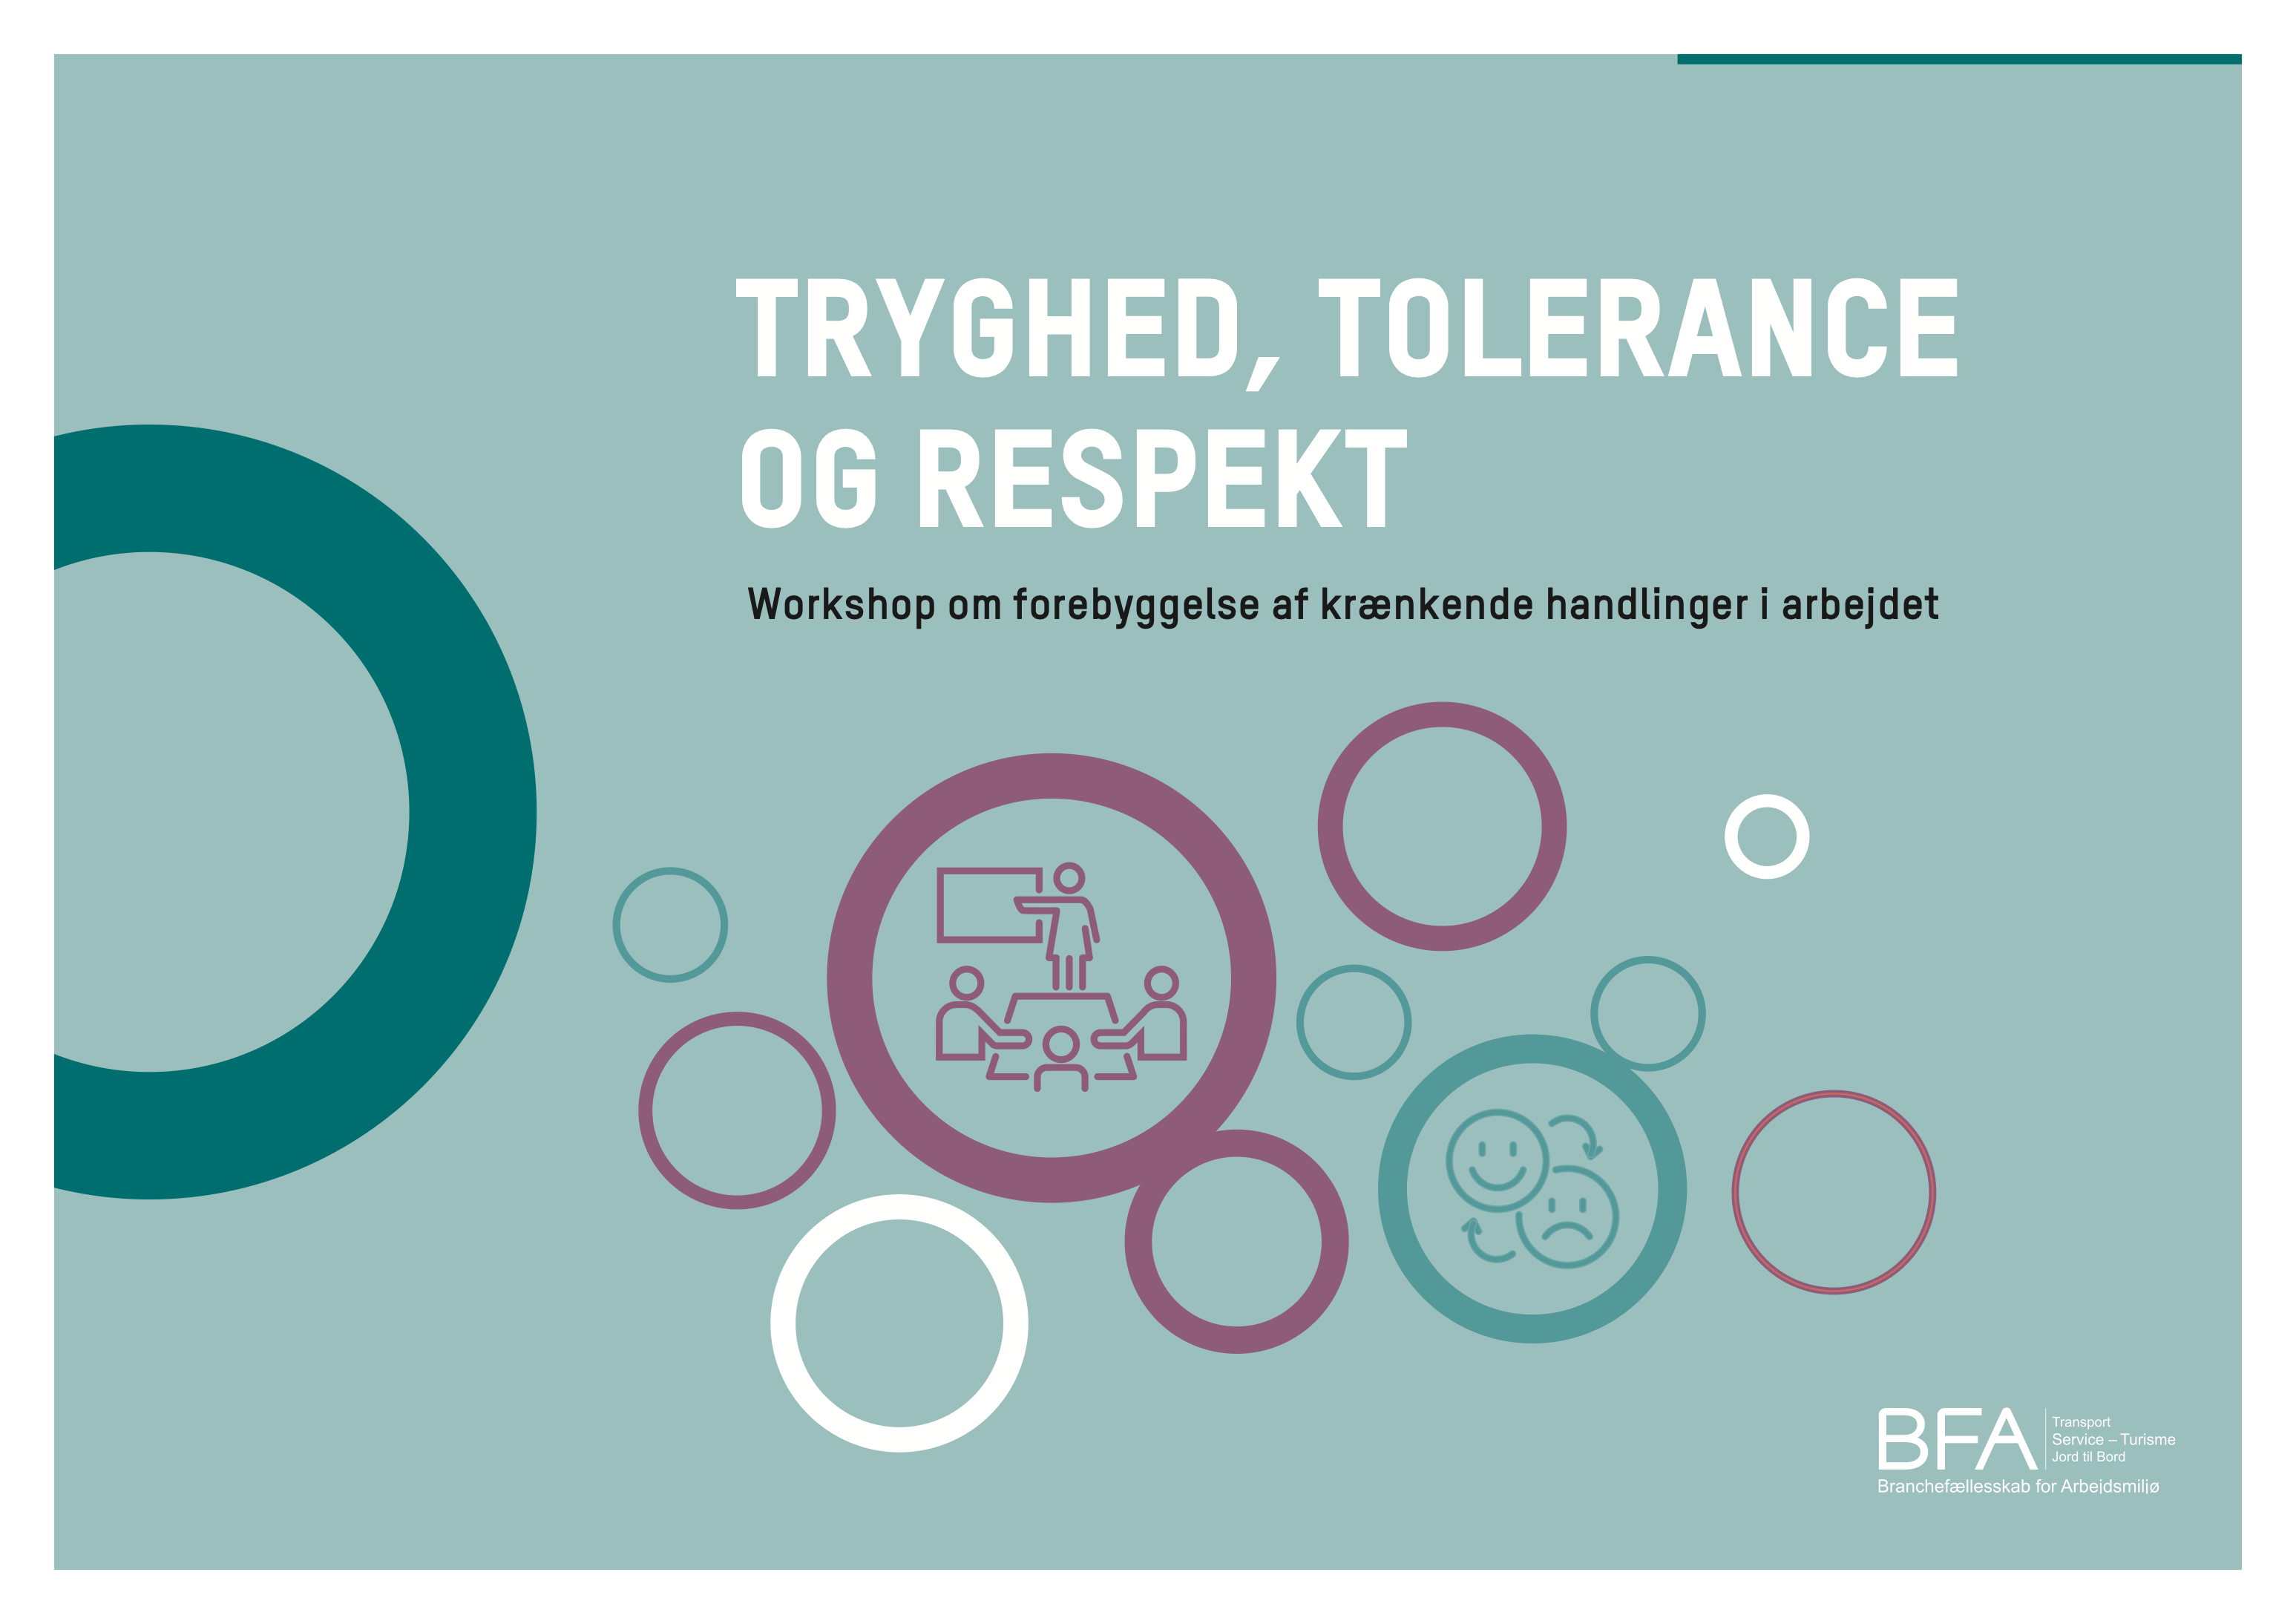 TRYGHED, TOLERANCE
OG RESPEKT
Workshop om forebyggelse af krænkende handlinger i arbejdet
BFA
Transport
Service – Turisme
Jord til Bord
Branchefællesskab for Arbejdsmiljø